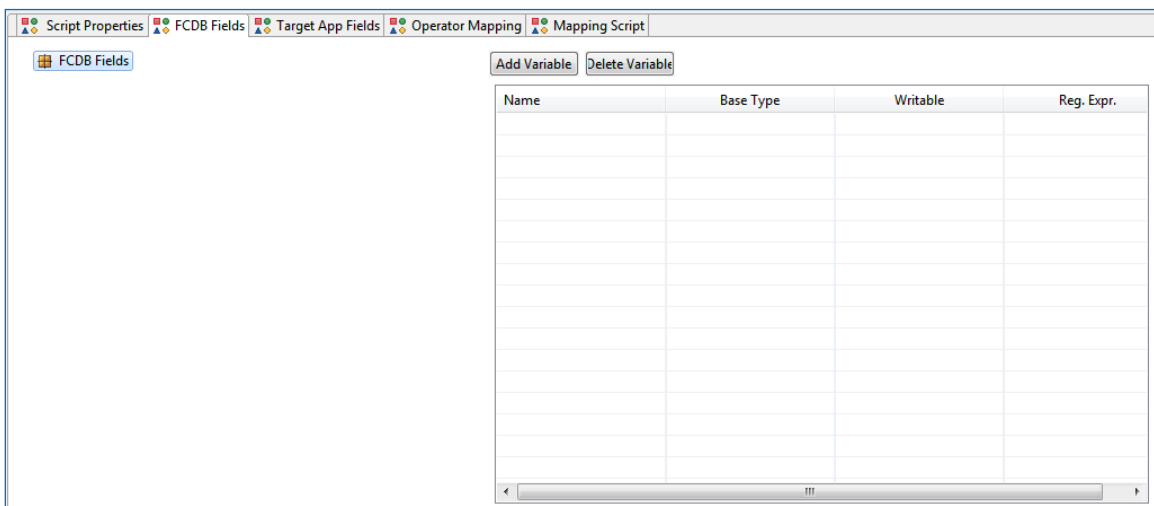 Script Properties FCDB Fields Target App Fields Operator Mapping Mapping Script
FCDB Fields
Add Variable Delete Variable
Name Base Type Writable Reg. Expr.